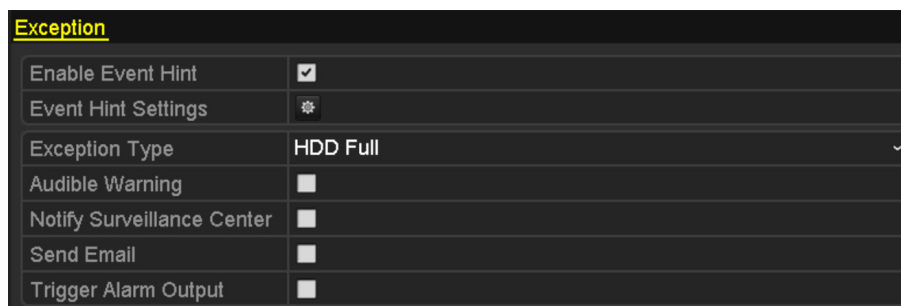 Exception
Enable Event Hint
Event Hint Settings
Exception Type HDD Full
Audible Warning
Notify Surveillance Center
Send Email
Trigger Alarm Output